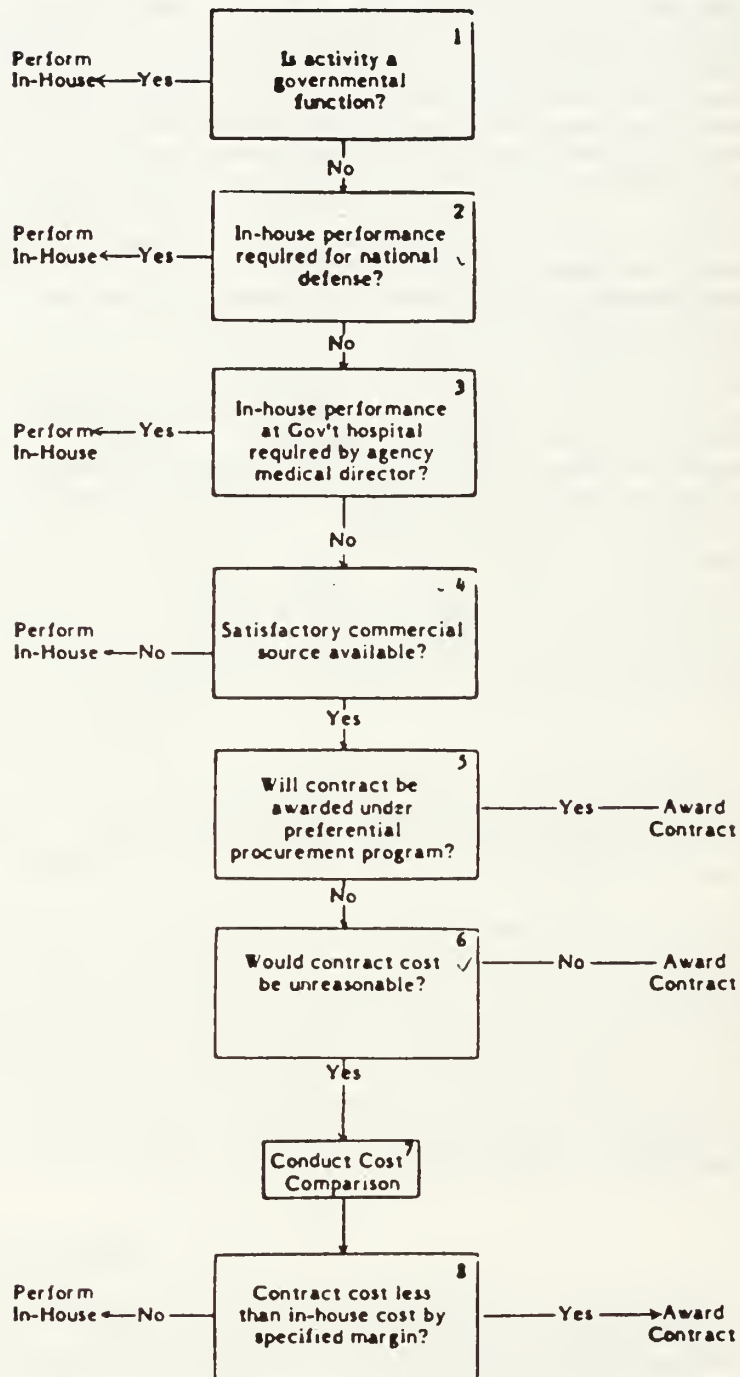 1
Is activity a
governmental
function?
Perform
In-House
Yes
No
2
In-house performance
required for national
defense?
Perform
In-House
Yes
No
3
In-house performance
at Gov't hospital
required by agency
medical director?
Perform
In-House
Yes
No
4
Satisfactory commercial
source available?
Perform
In-House
No
Yes
5
Will contract be
awarded under
preferential
procurement program?
Yes
Award
Contract
No
6
Would contract cost
be unreasonable?
No
Award
Contract
Yes
7
Conduct Cost
Comparison
8
Contract cost less
than in-house cost by
specified margin?
Perform
In-House
No
Yes
Award
Contract